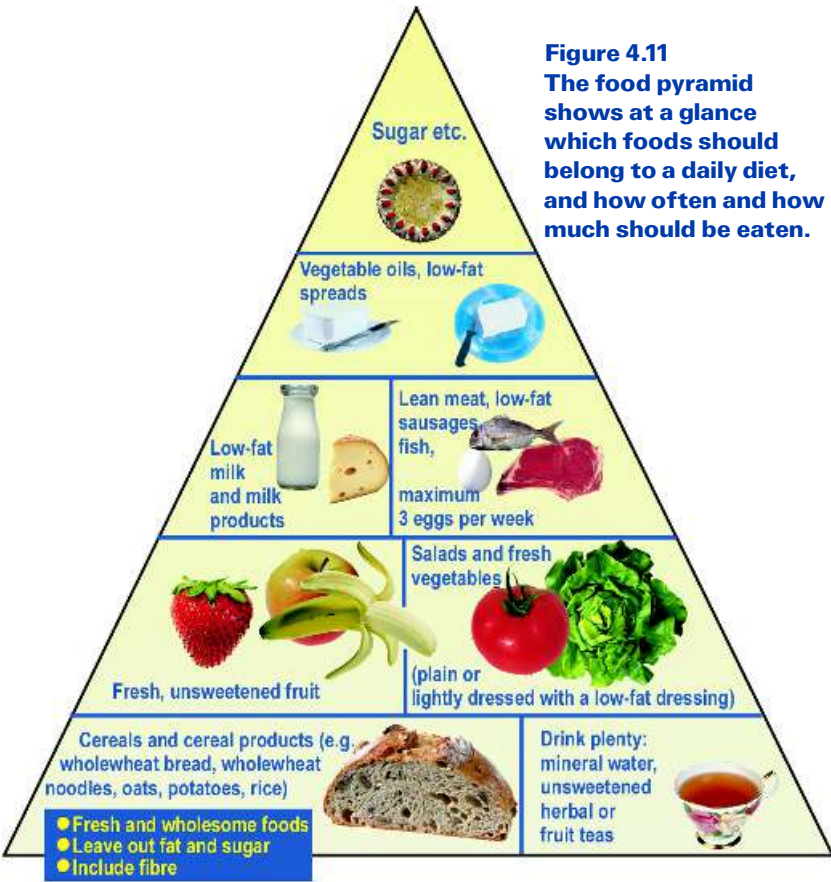 Figure 4.11
The food pyramid
shows at a glance
which foods should
belong to a daily diet,
and how often and how
much should be eaten.
Sugar etc.
Vegetable oils, low-fat
spreads
Low-fat
milk
and milk
products
Lean meat, low-fat
sausages
fish,
maximum
3 eggs per week
Fresh, unsweetened fruit
Salads and fresh
vegetables
(plain or
lightly dressed with a low-fat dressing)
Cereals and cereal products (e.g.
wholewheat bread, wholewheat
noodles, oats, potatoes, rice)
Drink plenty:
mineral water,
unsweetened
herbal or
fruit teas
Fresh and wholesome foods
Leave out fat and sugar
Include fibre